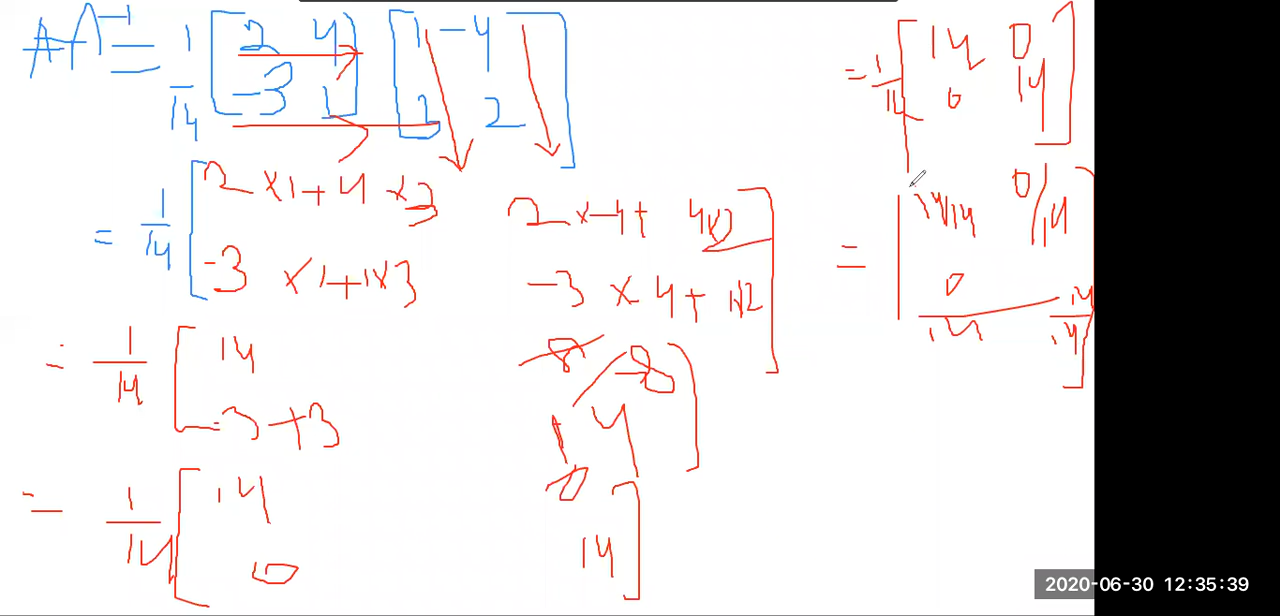 AA⁻¹ = 1/14 [2 4] [1 -4]
[-3 1] [3 2]
= 1/14 [2 ×1 + 4 ×3 2 × -4 + 4×2]
[-3 ×1 + 1×3 -3 × 4 + 1×2]
= 1/14 [14 8 -8]
[-3 + 3 14]
= 1/14 [14 0]
[0 14]
= 1/14 [14 0]
[0 14]
= [14/14 0/14]
[0/14 14/14]
2020-06-30 12:35:39